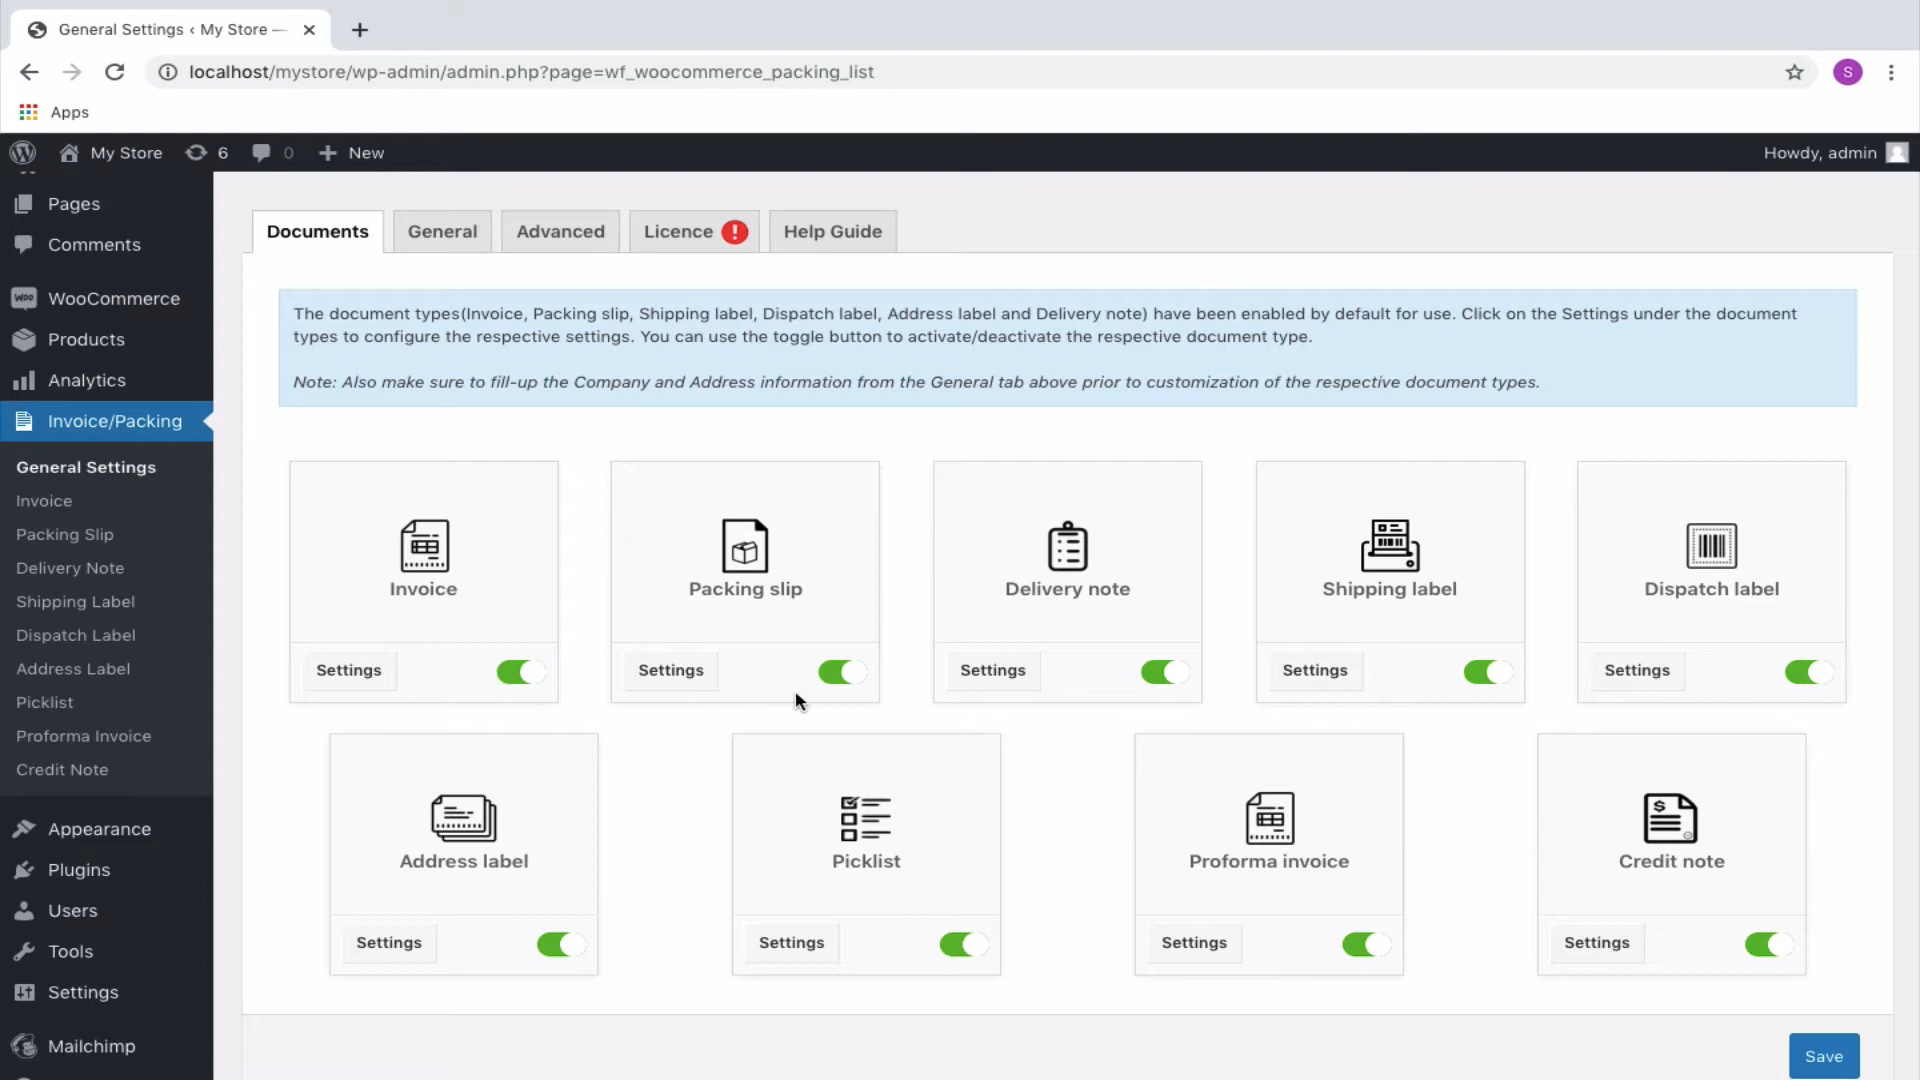 General Settings ‹ My Store —
localhost/mystore/wp-admin/admin.php?page=wf_woocommerce_packing_list
S
Apps
My Store 6 0 + New
Howdy, admin
Pages
Comments
WooCommerce
Products
Analytics
Invoice/Packing
General Settings
Invoice
Packing Slip
Delivery Note
Shipping Label
Dispatch Label
Address Label
Picklist
Proforma Invoice
Credit Note
Appearance
Plugins
Users
Tools
Settings
Mailchimp
Documents General Advanced Licence ! Help Guide
The document types(Invoice, Packing slip, Shipping label, Dispatch label, Address label and Delivery note) have been enabled by default for use. Click on the Settings under the document
types to configure the respective settings. You can use the toggle button to activate/deactivate the respective document type.
Note: Also make sure to fill-up the Company and Address information from the General tab above prior to customization of the respective document types.
Invoice Packing slip Delivery note Shipping label Dispatch label
Settings Settings Settings Settings Settings
Address label Picklist Proforma invoice Credit note
Settings Settings Settings Settings
Save